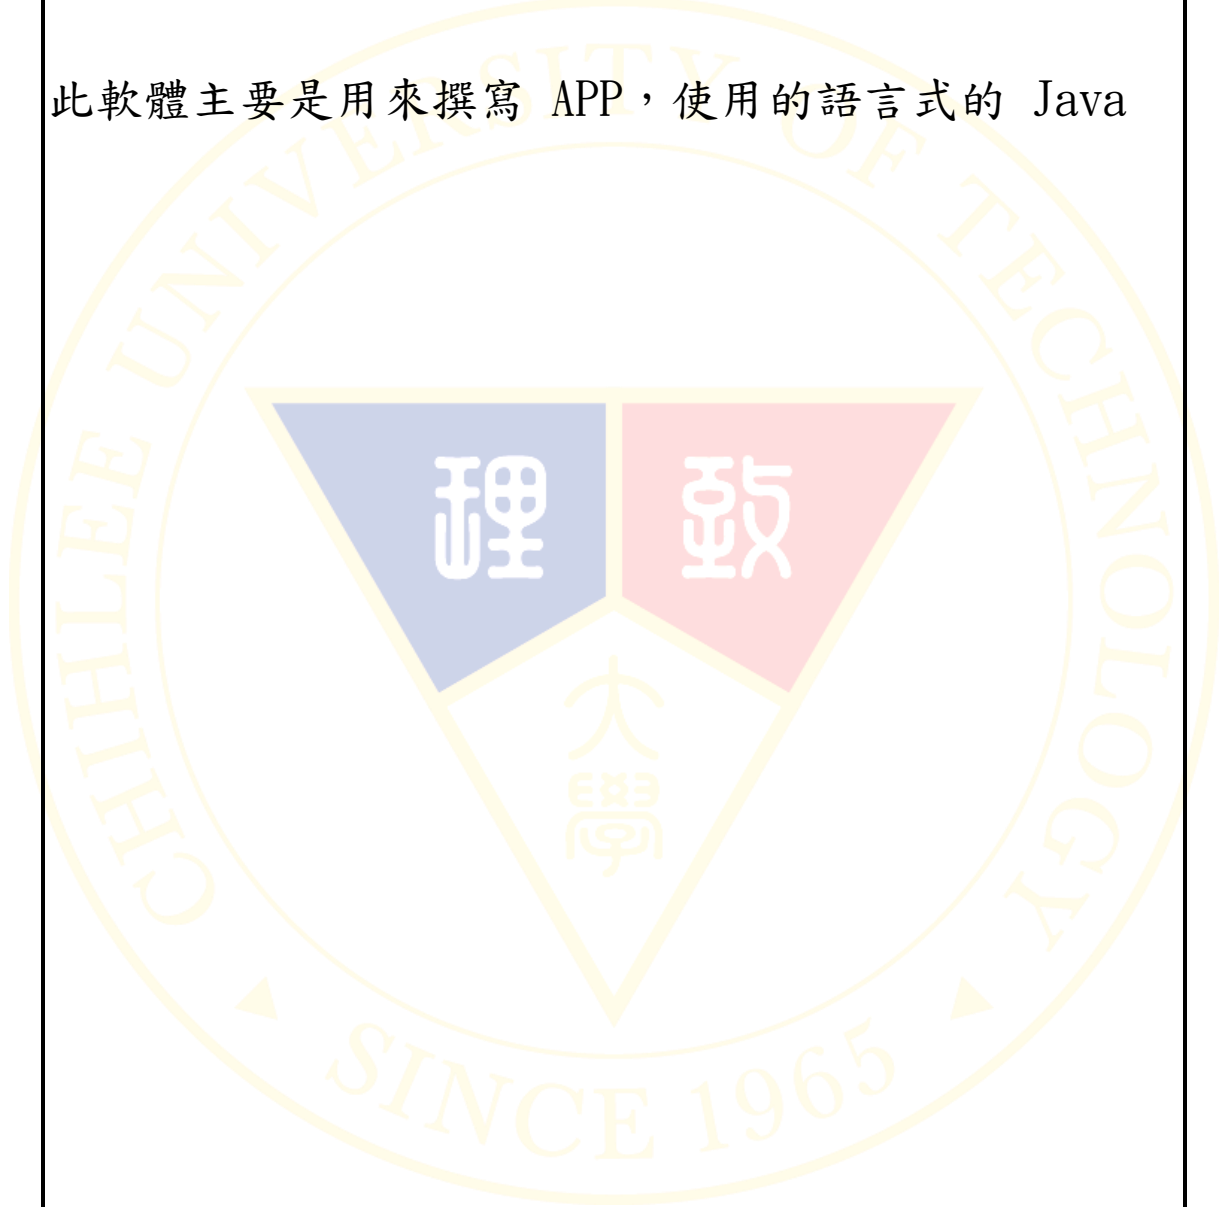 此軟體主要是用來撰寫 APP，使用的語言式的 Java
CHIHLEE UNIVERSITY OF TECHNOLOGY
理 致
大
學
SINCE 1965